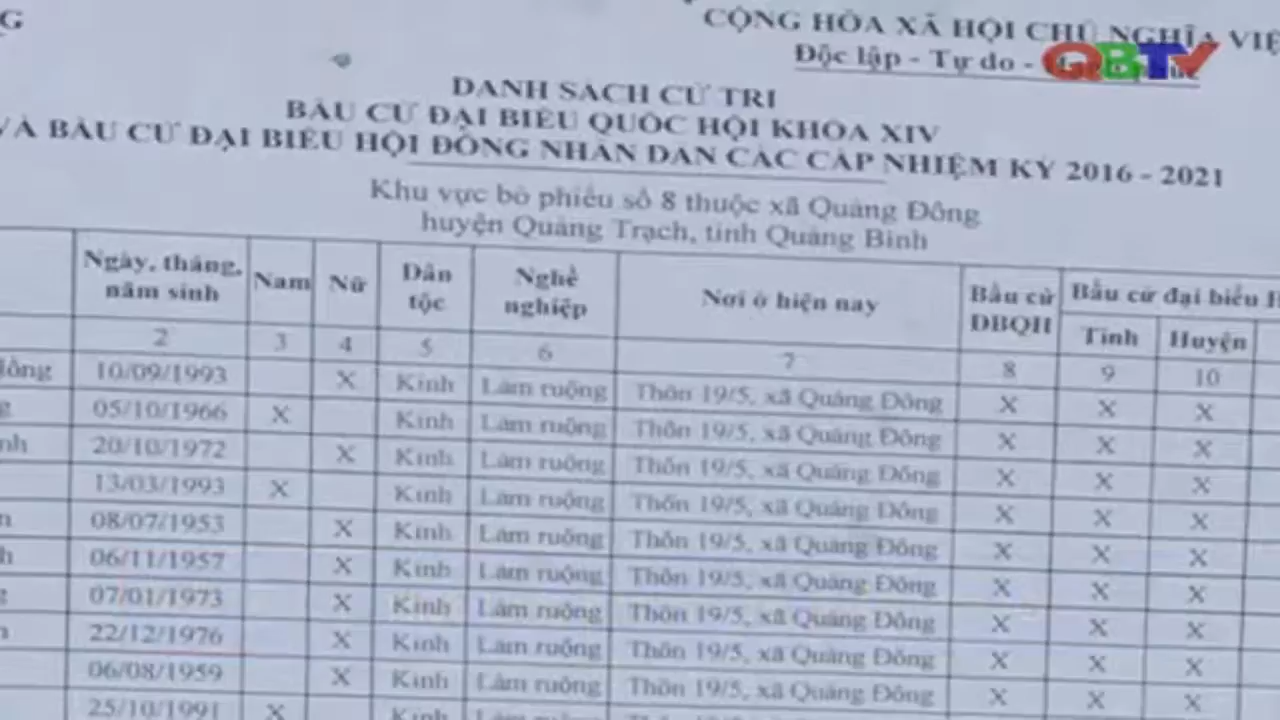 G
CỘNG HÒA XÃ HỘI CHỦ NGHĨA VIỆ
Độc lập - Tự do -
QBTV
DANH SÁCH CỬ TRI
BẦU CỬ ĐẠI BIỂU QUỐC HỘI KHÓA XIV
VÀ BẦU CỬ ĐẠI BIỂU HỘI ĐỒNG NHÂN DÂN CÁC CẤP NHIỆM KỲ 2016 - 2021
Khu vực bỏ phiếu số 8 thuộc xã Quảng Đông
huyện Quảng Trạch, tỉnh Quảng Bình
Ngày, tháng, năm sinh Nam Nữ Dân tộc Nghề nghiệp Nơi ở hiện nay Bầu cử ĐBQH Bầu cử đại biểu H
Tỉnh Huyện
2 3 4 5 6 7 8 9 10
10/09/1993 X Kinh Làm ruộng Thôn 19/5, xã Quảng Đông X X X
g 05/10/1966 X Kinh Làm ruộng Thôn 19/5, xã Quảng Đông X X X
nh 20/10/1972 X Kinh Làm ruộng Thôn 19/5, xã Quảng Đông X X X
13/03/1993 X Kinh Làm ruộng Thôn 19/5, xã Quảng Đông X X X
n 08/07/1953 X Kinh Làm ruộng Thôn 19/5, xã Quảng Đông X X X
h 06/11/1957 X Kinh Làm ruộng Thôn 19/5, xã Quảng Đông X X X
g 07/01/1973 X Kinh Làm ruộng Thôn 19/5, xã Quảng Đông X X X
n 22/12/1976 X Kinh Làm ruộng Thôn 19/5, xã Quảng Đông X X X
06/08/1959 X Kinh Làm ruộng Thôn 19/5, xã Quảng Đông X X X
25/10/1991 X Kinh Làm ruộng